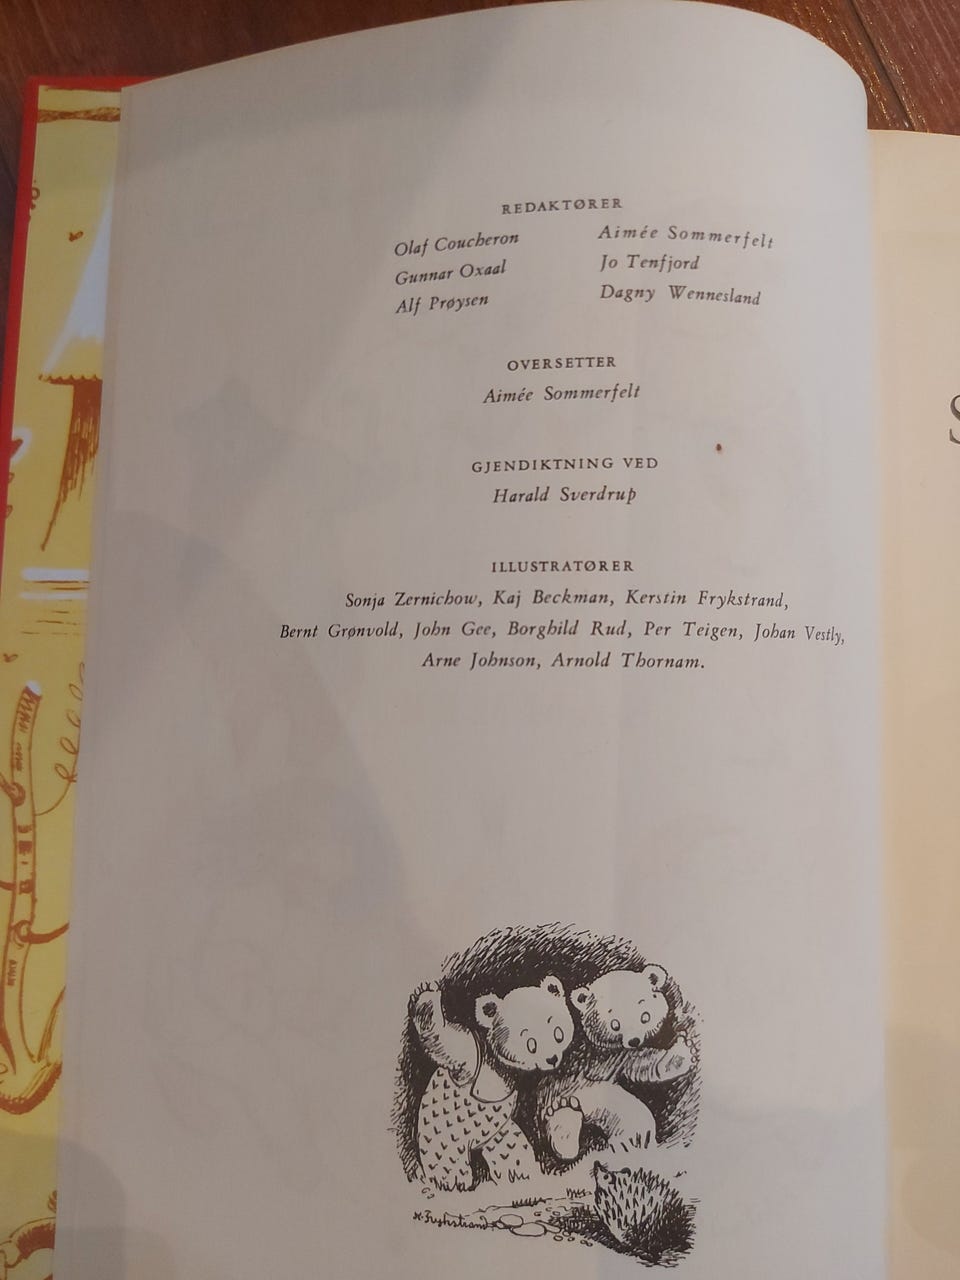 REDAKTØRER
Olaf Coucheron Aimée Sommerfelt
Gunnar Oxaal Jo Tenfjord
Alf Prøysen Dagny Wennesland
OVERSETTER
Aimée Sommerfelt
GJENDIKTNING VED
Harald Sverdrup
ILLUSTRATØRER
Sonja Zernichow, Kaj Beckman, Kerstin Frykstrand,
Bernt Grønvold, John Gee, Borghild Rud, Per Teigen, Johan Vestly,
Arne Johnson, Arnold Thornam.
K. Frykstrand
S